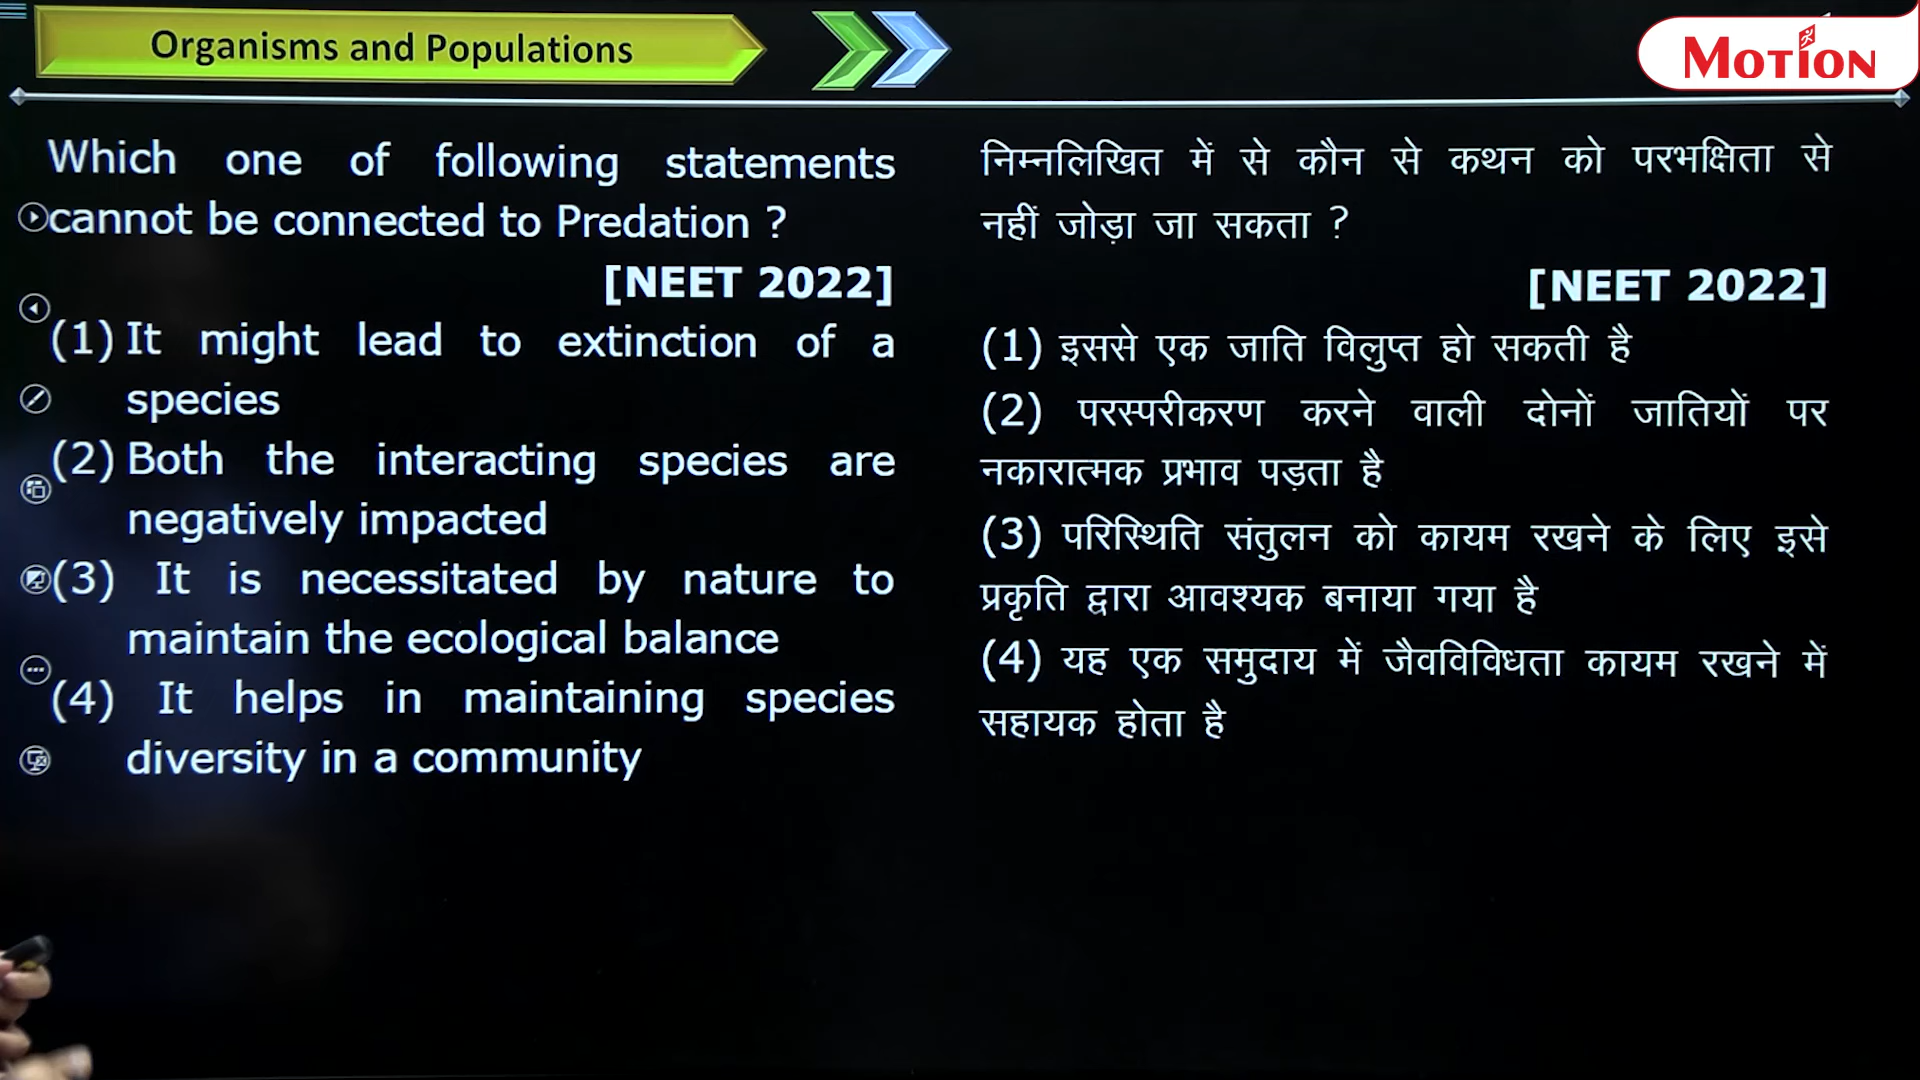 Organisms and Populations
MOTION
Which one of following statements
cannot be connected to Predation ?
[NEET 2022]
(1) It might lead to extinction of a
species
(2) Both the interacting species are
negatively impacted
(3) It is necessitated by nature to
maintain the ecological balance
(4) It helps in maintaining species
diversity in a community
निम्नलिखित में से कौन से कथन को परभक्षिता से
नहीं जोड़ा जा सकता ?
[NEET 2022]
(1) इससे एक जाति विलुप्त हो सकती है
(2) परस्परीकरण करने वाली दोनों जातियों पर
नकारात्मक प्रभाव पड़ता है
(3) परिस्थिति संतुलन को कायम रखने के लिए इसे
प्रकृति द्वारा आवश्यक बनाया गया है
(4) यह एक समुदाय में जैवविविधता कायम रखने में
सहायक होता है